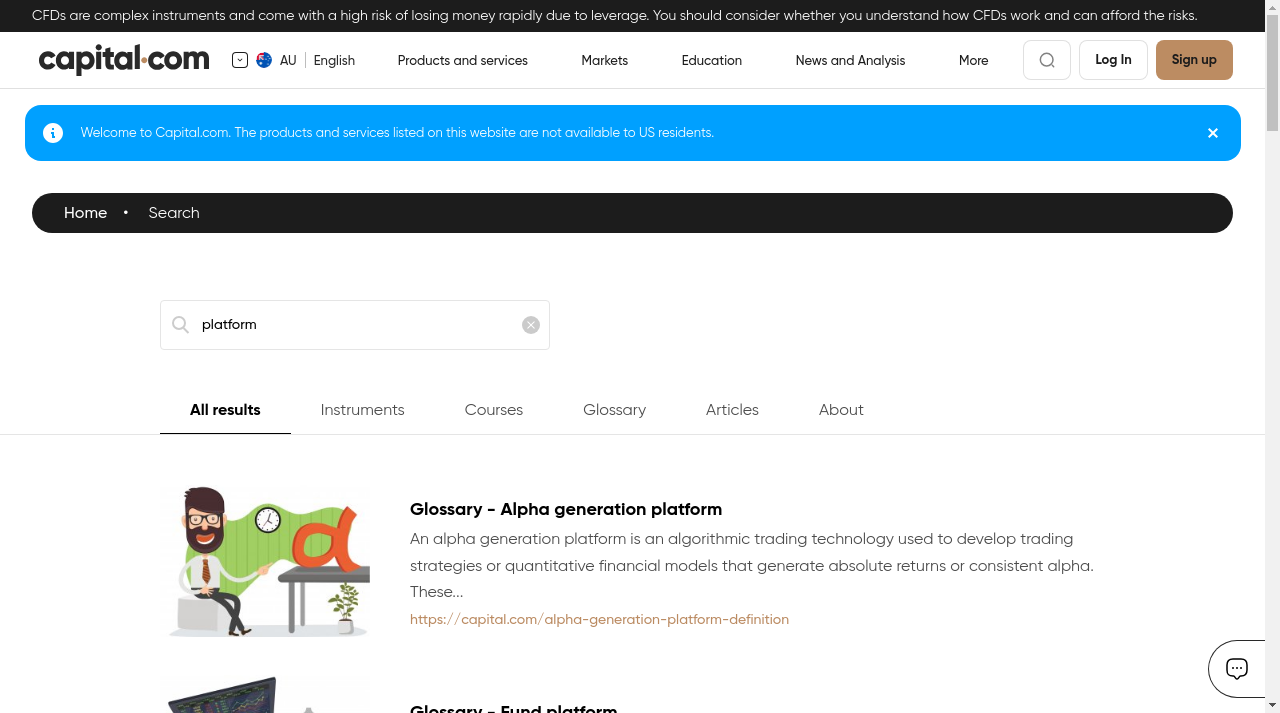 CFDs are complex instruments and come with a high risk of losing money rapidly due to leverage. You should consider whether you understand how CFDs work and can afford the risks.
capital.com AU English Products and services Markets Education News and Analysis More Log In Sign up
Welcome to Capital.com. The products and services listed on this website are not available to US residents.
Home • Search
platform
All results Instruments Courses Glossary Articles About
Glossary - Alpha generation platform
An alpha generation platform is an algorithmic trading technology used to develop trading
strategies or quantitative financial models that generate absolute returns or consistent alpha.
These...
https://capital.com/alpha-generation-platform-definition
Glossary - Fund platform